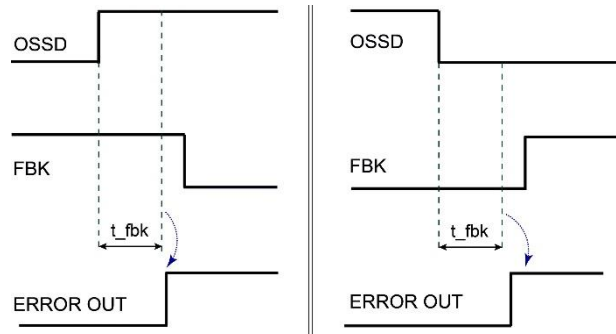 OSSD
FBK
t_fbk
ERROR OUT
OSSD
FBK
t_fbk
ERROR OUT